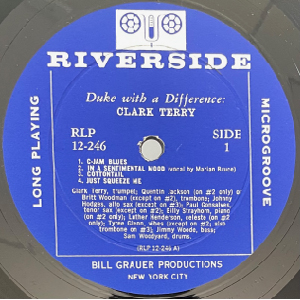 RIVERSIDE
Duke with a Difference:
CLARK TERRY
LONG PLAYING
MICROGROOVE
RLP
12-246
SIDE
1
1. C-JAM BLUES
2. IN A SENTIMENTAL MOOD (vocal by Marian Bruce)
3. COTTONTAIL
4. JUST SQUEEZE ME
Clark Terry, trumpet; Quentin Jackson (on #2 only) or
Britt Woodman (except on #2), trombone; Johnny
Hodges, alto sax (except on #3); Paul Gonsalves,
tenor sax (except on #2); Billy Strayhorn, piano
(on #2 only), Luther Henderson, celeste (on #2
only), or Tyree Glenn, vibes (except on #2), also
trombone on #3); Jimmy Woode, bass;
Sam Woodyard, drums.
(RLP 12-246 A)
BILL GRAUER PRODUCTIONS
NEW YORK CITY